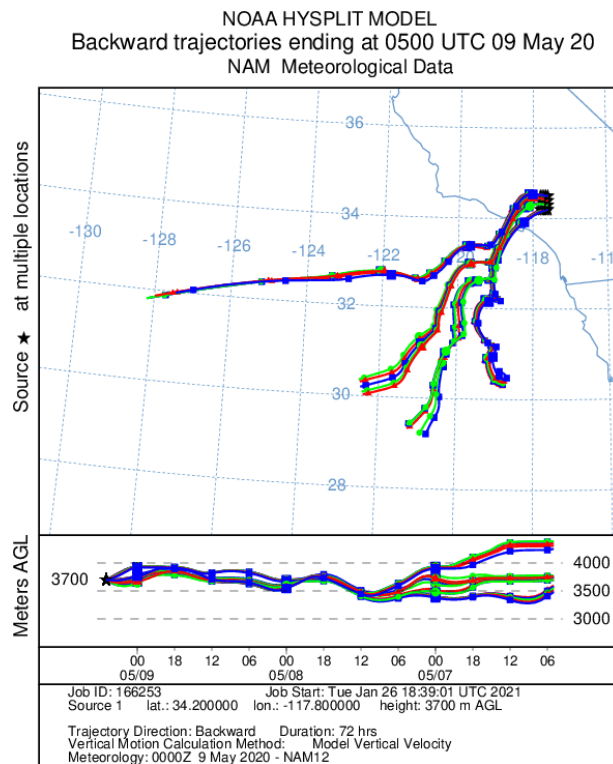 NOAA HYSPLIT MODEL
Backward trajectories ending at 0500 UTC 09 May 20
NAM Meteorological Data
Source ★ at multiple locations
36
34
-130
-128
-126
-124
-122
-118
32
30
28
Meters AGL
3700
4000
3500
3000
00 18 12 06 00 18 12 06 00 18 12 06
05/09 05/08 05/07
Job ID: 166253 Job Start: Tue Jan 26 18:39:01 UTC 2021
Source 1 lat.: 34.200000 lon.: -117.800000 height: 3700 m AGL
Trajectory Direction: Backward Duration: 72 hrs
Vertical Motion Calculation Method: Model Vertical Velocity
Meteorology: 0000Z 9 May 2020 - NAM12